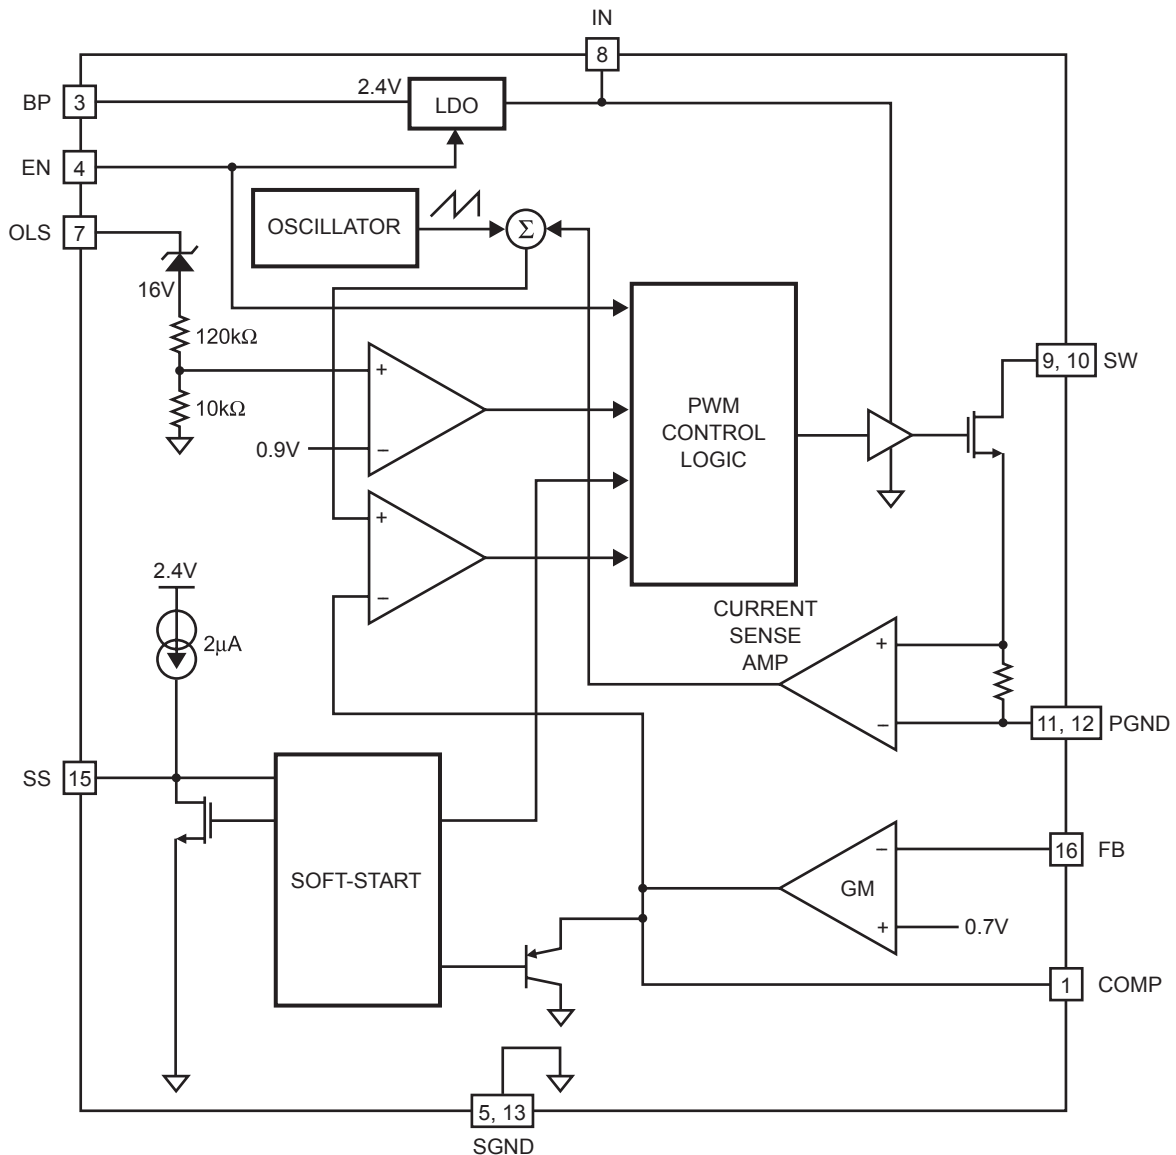 IN
8
BP
3
2.4V
LDO
EN
4
OLS
7
OSCILLATOR
Σ
16V
120kΩ
10kΩ
+
0.9V
–
PWM
CONTROL
LOGIC
9, 10
SW
+
–
2.4V
2μA
CURRENT
SENSE
AMP
+
–
11, 12
PGND
SS
15
SOFT-START
–
GM
+
16
FB
0.7V
1
COMP
5, 13
SGND